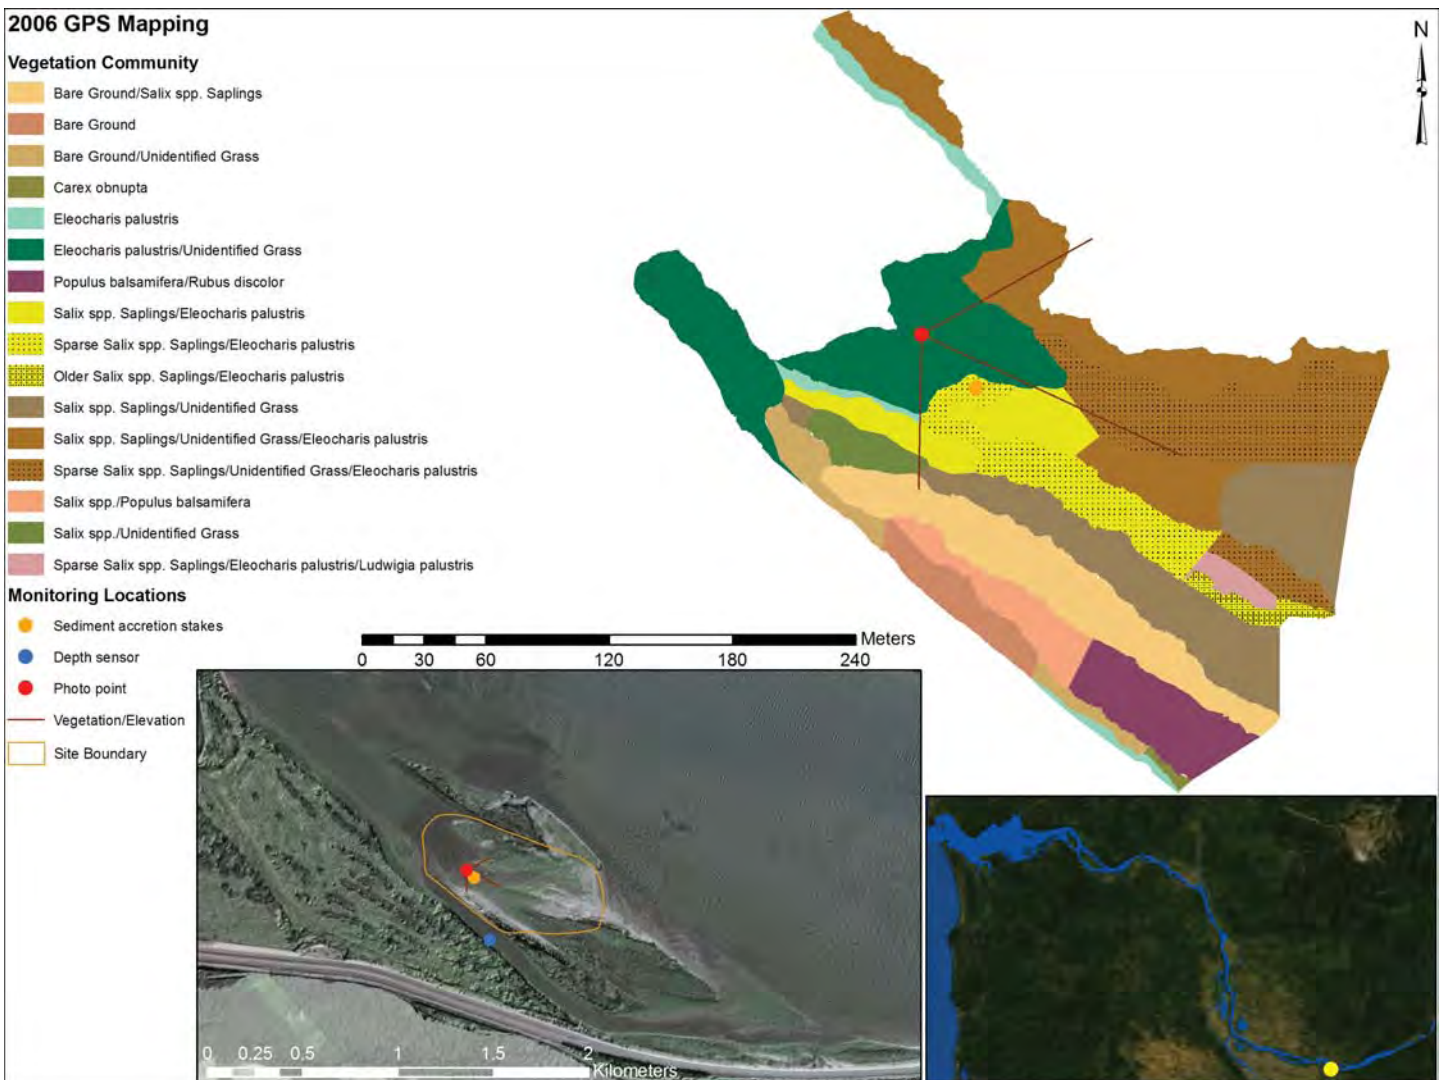 2006 GPS Mapping
N
Vegetation Community
Bare Ground/Salix spp. Saplings
Bare Ground
Bare Ground/Unidentified Grass
Carex obnupta
Eleocharis palustris
Eleocharis palustris/Unidentified Grass
Populus balsamifera/Rubus discolor
Salix spp. Saplings/Eleocharis palustris
Sparse Salix spp. Saplings/Eleocharis palustris
Older Salix spp. Saplings/Eleocharis palustris
Salix spp. Saplings/Unidentified Grass
Salix spp. Saplings/Unidentified Grass/Eleocharis palustris
Sparse Salix spp. Saplings/Unidentified Grass/Eleocharis palustris
Salix spp./Populus balsamifera
Salix spp./Unidentified Grass
Sparse Salix spp. Saplings/Eleocharis palustris/Ludwigia palustris
Monitoring Locations
Sediment accretion stakes
Depth sensor
Photo point
Vegetation/Elevation
Site Boundary
Meters
0 30 60 120 180 240
0 0.25 0.5 1 1.5 2
Kilometers